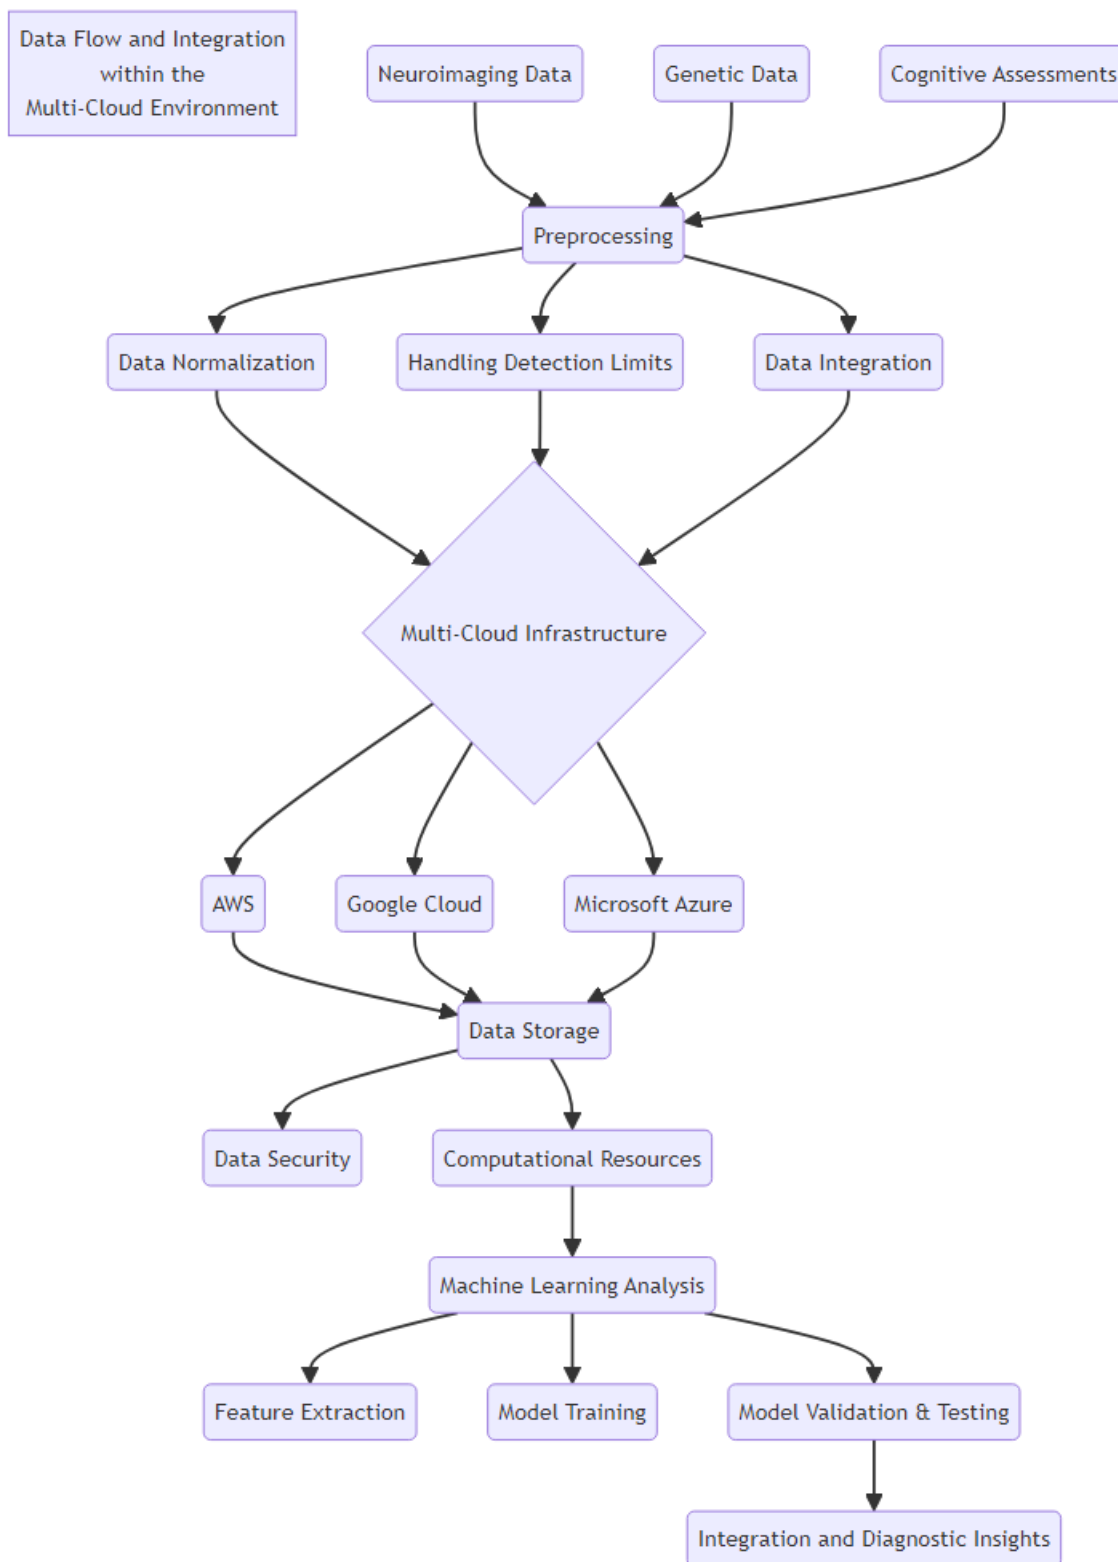 Data Flow and Integration
within the
Multi-Cloud Environment
Neuroimaging Data
Genetic Data
Cognitive Assessments
Preprocessing
Data Normalization
Handling Detection Limits
Data Integration
Multi-Cloud Infrastructure
AWS
Google Cloud
Microsoft Azure
Data Storage
Data Security
Computational Resources
Machine Learning Analysis
Feature Extraction
Model Training
Model Validation & Testing
Integration and Diagnostic Insights